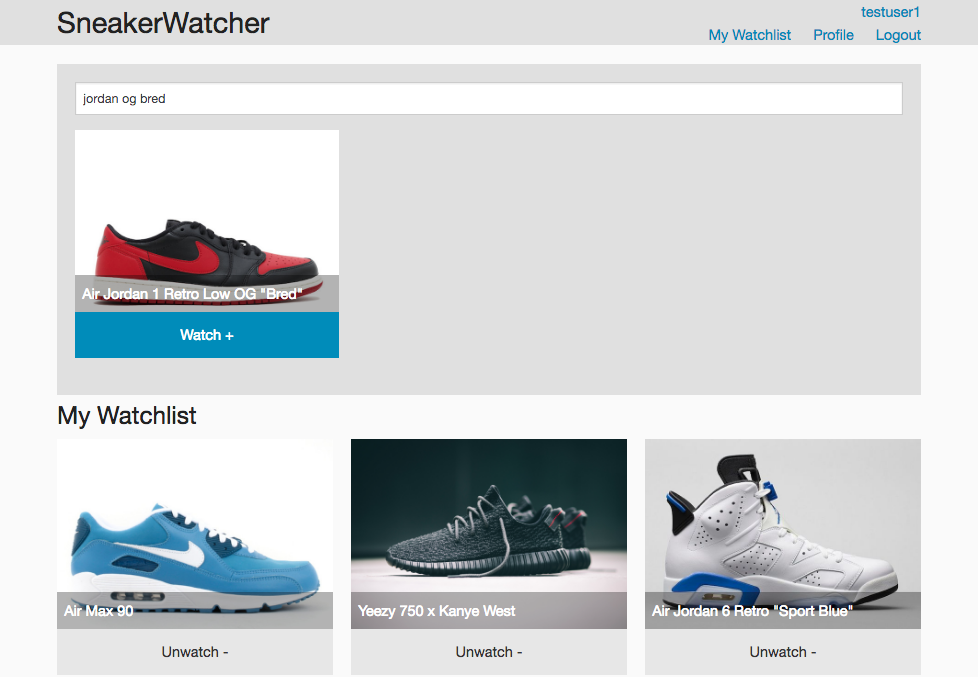 SneakerWatcher
testuser1
My Watchlist Profile Logout
jordan og bred
Air Jordan 1 Retro Low OG "Bred"
Watch +
My Watchlist
Air Max 90
Yeezy 750 x Kanye West
Air Jordan 6 Retro "Sport Blue"
Unwatch -
Unwatch -
Unwatch -